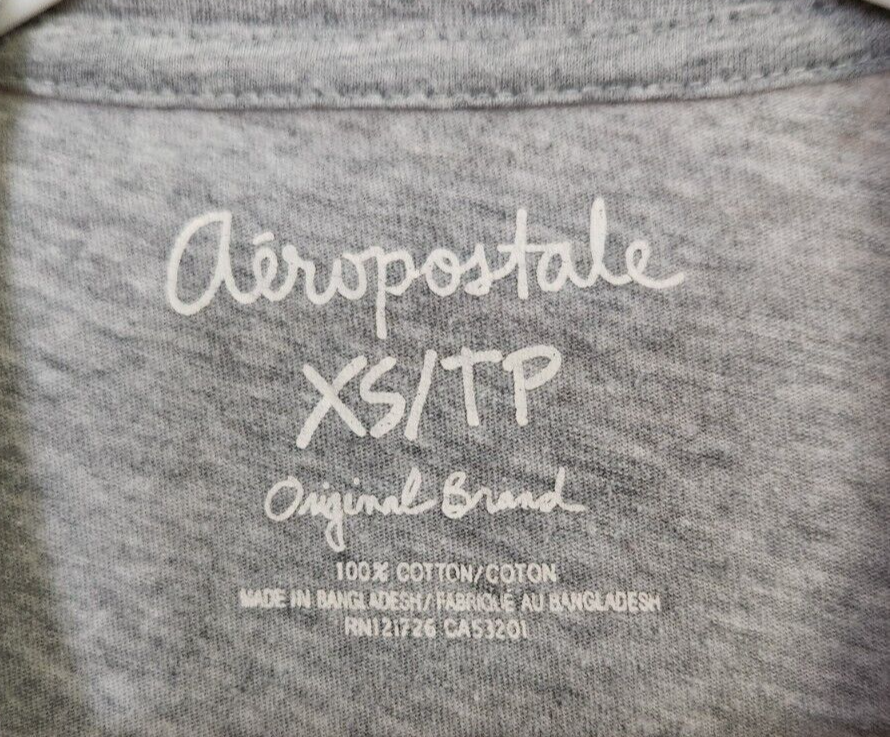 aéropostale
XS/TP
Original Brand
100% COTTON/COTON
MADE IN BANGLADESH/FABRIQUÉ AU BANGLADESH
RN121726 CA53201